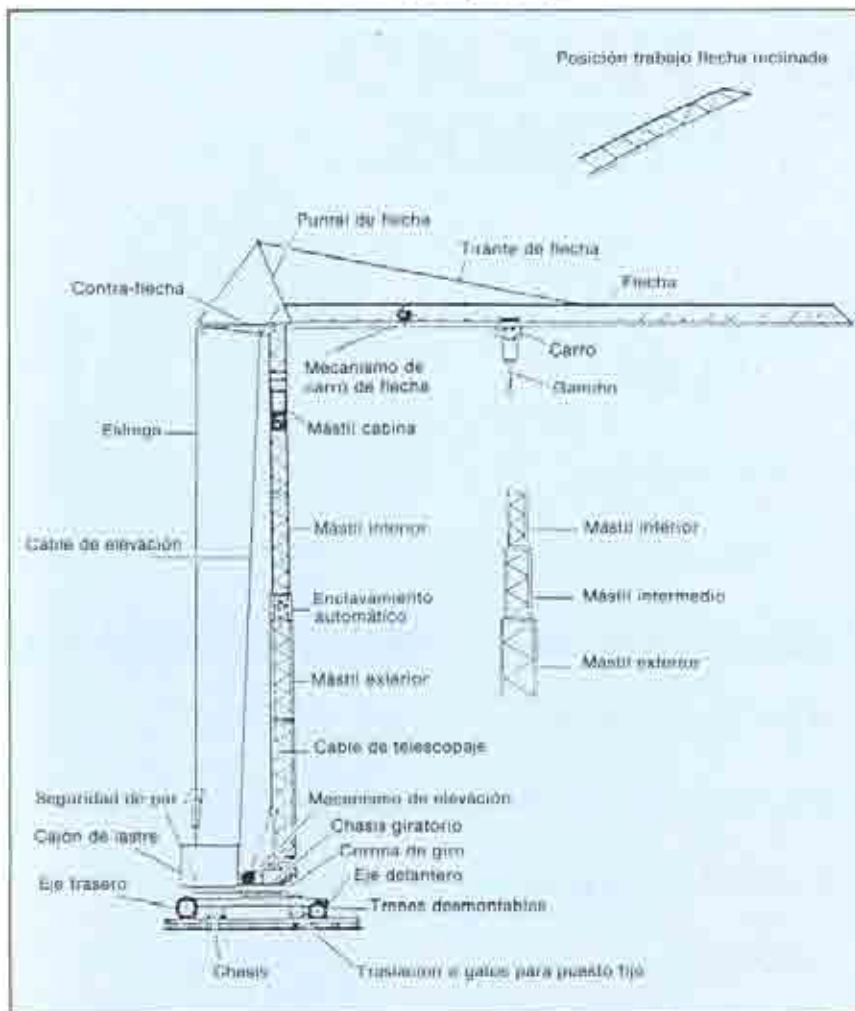 Posición trabajo flecha inclinada
Puntal de flecha
Tirante de flecha
Contra-flecha
Flecha
Mecanismo de
carro de flecha
Carro
Gancho
Mástil cabina
Estrobo
Mástil interior
Mástil interior
Cable de elevación
Enclavamiento
automático
Mástil intermedio
Mástil exterior
Mástil exterior
Cable de telescopaje
Seguridad de par
Mecanismo de elevación
Cajón de lastre
Chasis giratorio
Corona de giro
Eje trasero
Eje delantero
Trenes desmontables
Chasis
Traslación o gatos para puesto fijo